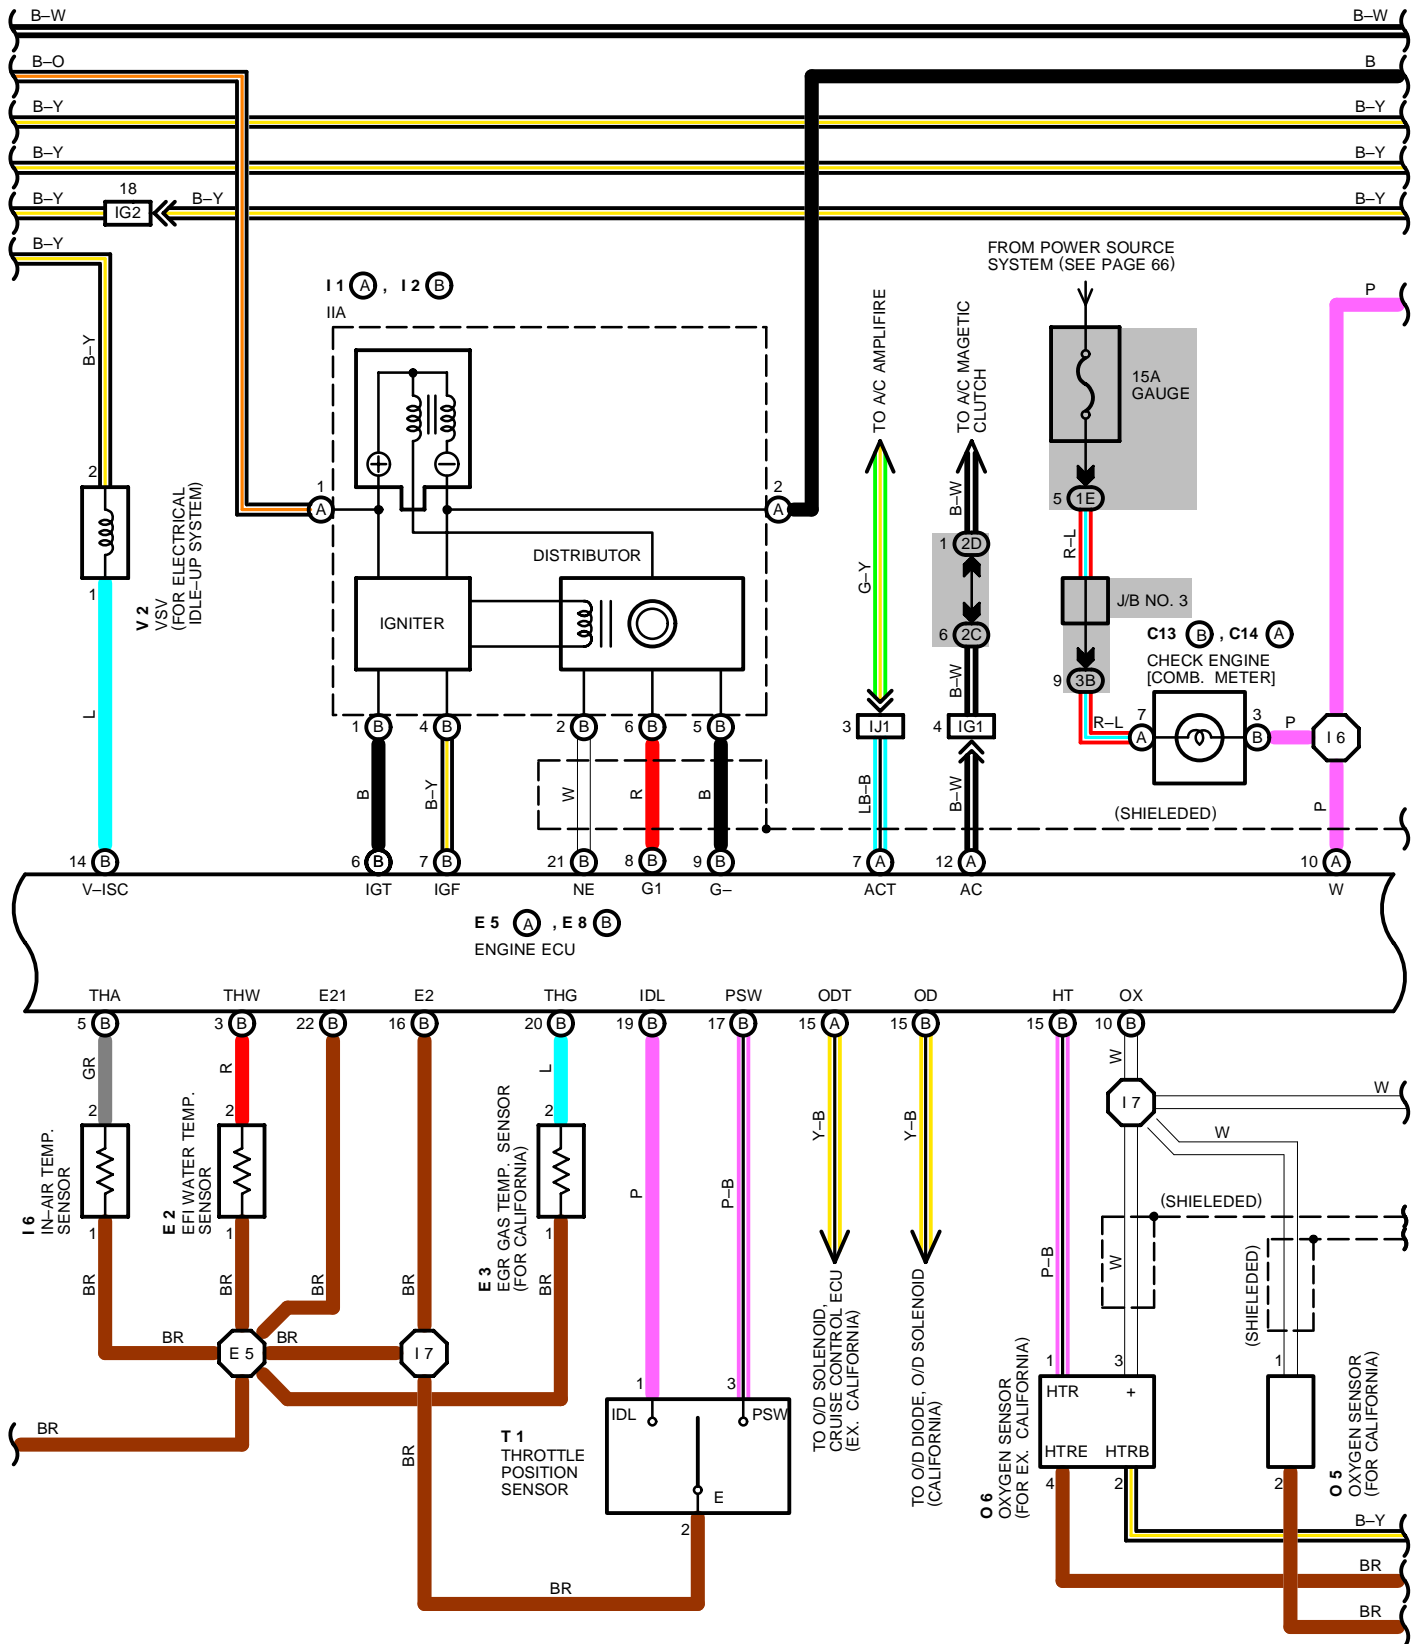 B–W
B–W
B–O
B
B–Y
B–Y
B–Y
B–Y
18
B–Y
IG2
B–Y
B–Y
B–Y
FROM POWER SOURCE
SYSTEM (SEE PAGE 66)
I 1 A , I 2 B
IIA
P
B–Y
TO A/C AMPLIFIRE
TO A/C MAGETIC
CLUTCH
15A
GAUGE
2
1
A
2
A
+
–
5 1E
V 2
VSV
(FOR ELECTRICAL
IDLE–UP SYSTEM)
B–W
R–L
1 2D
DISTRIBUTOR
G–Y
1
IGNITER
J/B NO. 3
6 2C
C13 B , C14 A
CHECK ENGINE
[COMB. METER]
B–W
9 3B
L
1 B
4 B
2 B
6 B
5 B
3 IJ1
4 IG1
R–L
7
A
3
B
P
I 6
B
B–Y
W
R
B
LB–B
B–W
(SHIELEDED)
P
14 B
6 B
7 B
21 B
8 B
9 B
7 A
12 A
10 A
V–ISC
IGT
IGF
NE
G1
G–
ACT
AC
W
E 5 A , E 8 B
ENGINE ECU
THA
THW
E21
E2
THG
IDL
PSW
ODT
OD
HT
OX
5 B
3 B
22 B
16 B
20 B
19 B
17 B
15 A
15 B
15 B
10 B
GR
R
L
W
I 7
W
2
2
2
W
Y–B
Y–B
I 6
IN–AIR TEMP.
SENSOR
E 2
EFI WATER TEMP.
SENSOR
E 3
EGR GAS TEMP. SENSOR
(FOR CALIFORNIA)
P
P–B
(SHIELEDED)
1
1
1
BR
BR
BR
BR
BR
P–B
W
(SHIELEDED)
BR
E 5
BR
I 7
TO O/D SOLENOID,
CRUISE CONTROL ECU
(EX. CALIFORNIA)
TO O/D DIODE, O/D SOLENOID
(CALIFORNIA)
1
3
1
3
1
IDL
PSW
HTR
+
BR
BR
T 1
THROTTLE
POSITION
SENSOR
E
2
O 6
OXYGEN SENSOR
(FOR EX. CALIFORNIA)
HTRE
HTRB
4
2
2
O 5
OXYGEN SENSOR
(FOR CALIFORNIA)
B–Y
BR
BR
BR